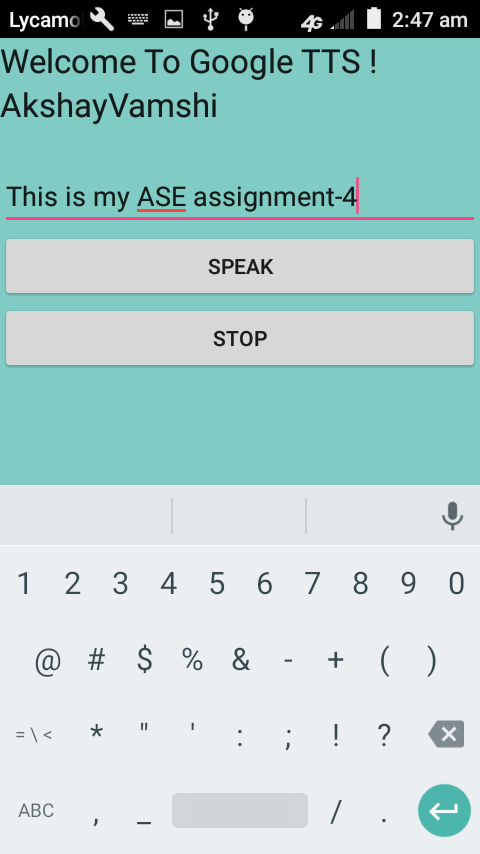 Lycamo 4G 2:47 am
Welcome To Google TTS !
AkshayVamshi
This is my ASE assignment-4
SPEAK
STOP
1 2 3 4 5 6 7 8 9 0
@ # $ % & - + ( )
= \ < * " ' : ; ! ?
ABC , _ / .